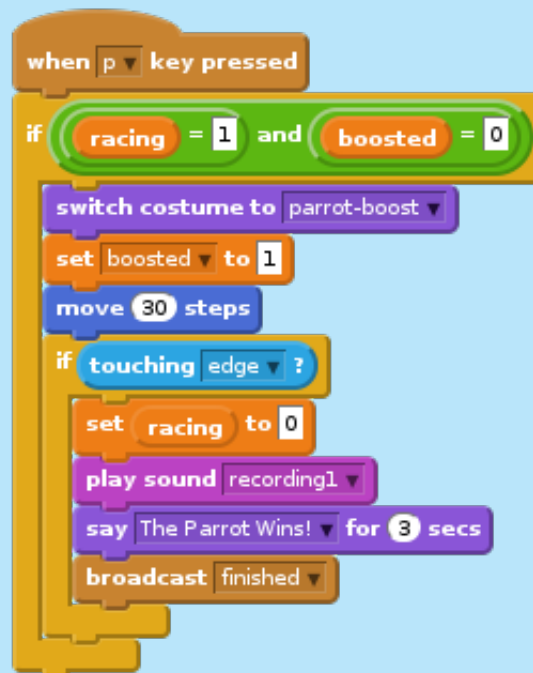 when p key pressed
if racing = 1 and boosted = 0
switch costume to parrot-boost
set boosted to 1
move 30 steps
if touching edge ?
set racing to 0
play sound recording1
say The Parrot Wins! for 3 secs
broadcast finished